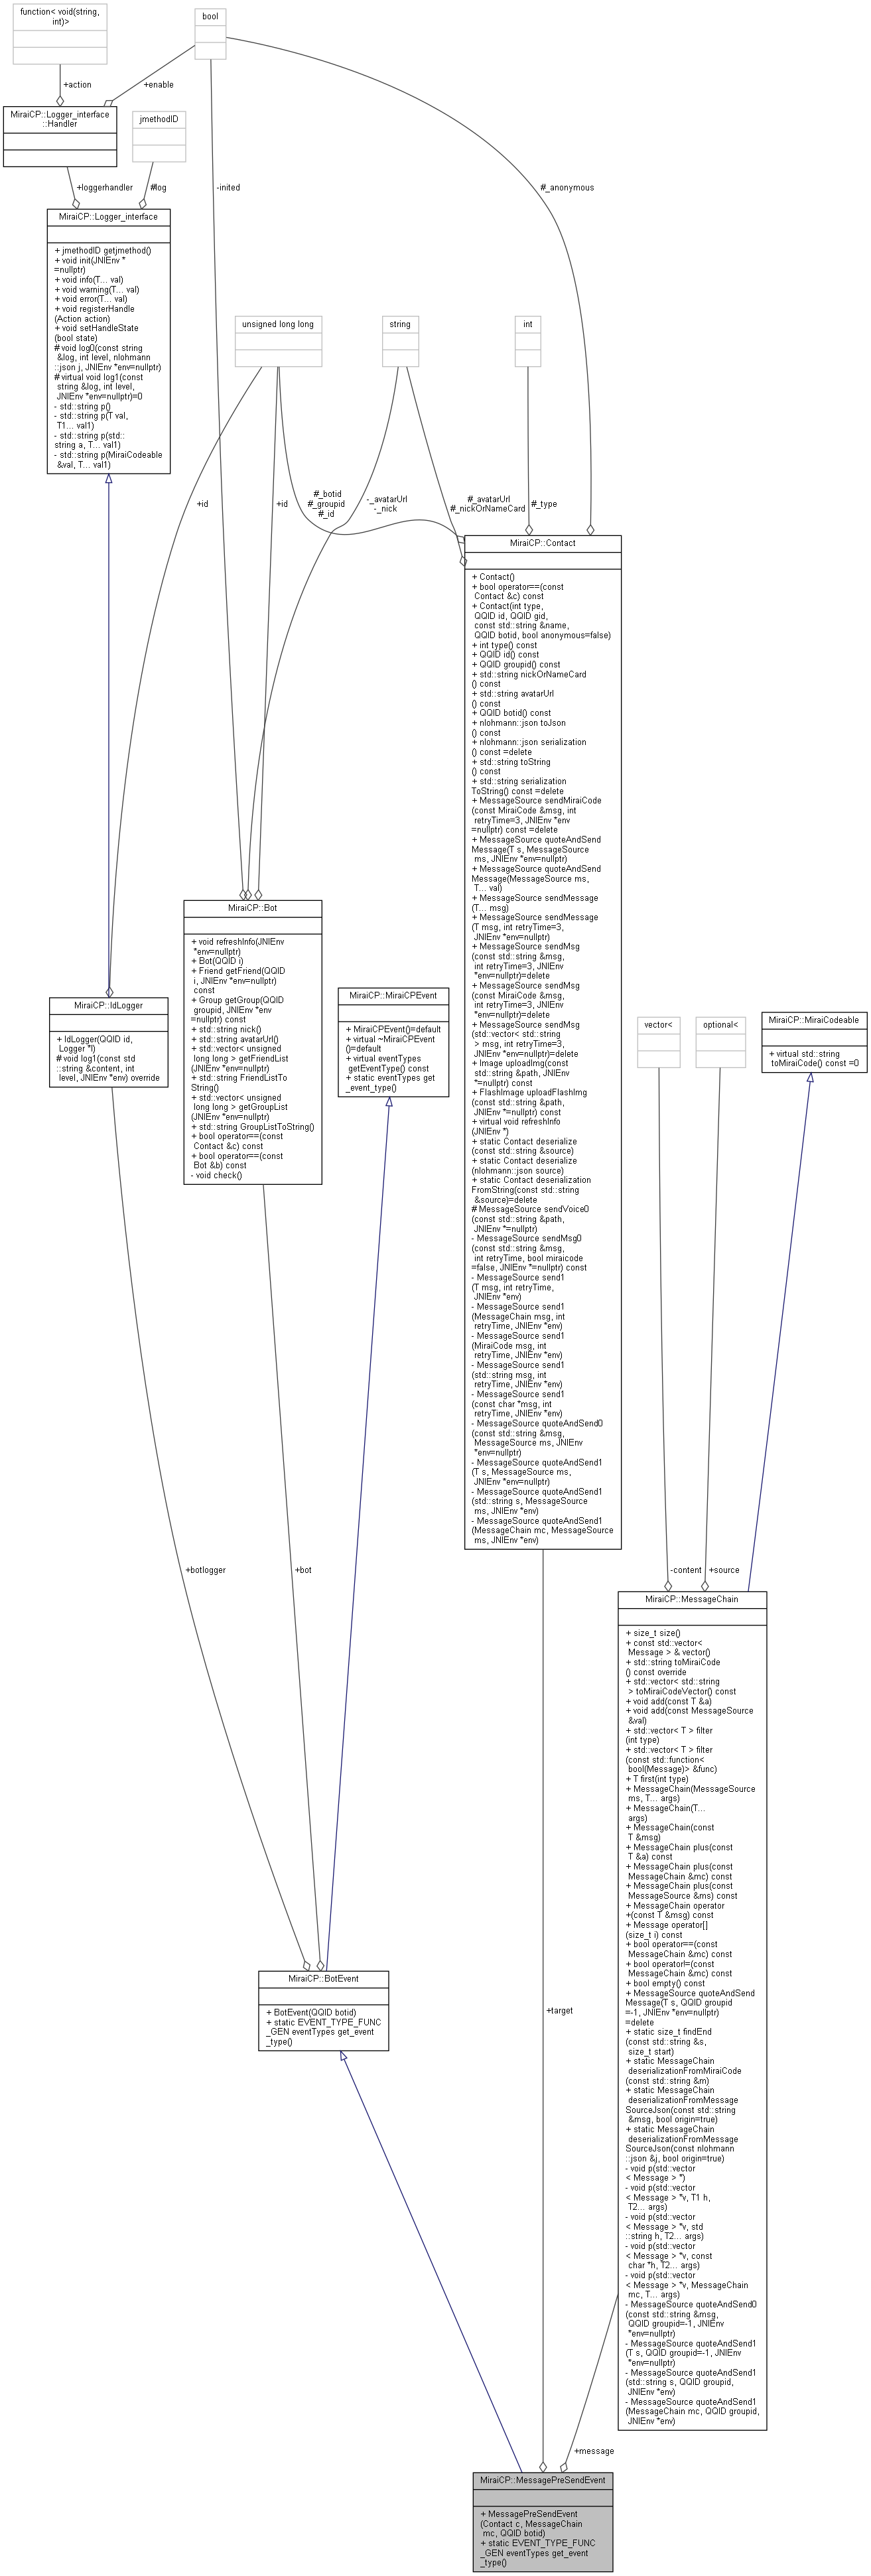 function< void(string,
int)>
bool
+action
+enable
MiraiCP::Logger_interface
::Handler
jmethodID
+loggerhandler
#log
-inited
#_anonymous
MiraiCP::Logger_interface
+ jmethodID getjmethod()
+ void init(JNIEnv *
=nullptr)
+ void info(T... val)
+ void warning(T... val)
+ void error(T... val)
+ void registerHandle
(Action action)
+ void setHandleState
(bool state)
# void log0(const string
&log, int level, nlohmann
::json j, JNIEnv *env=nullptr)
# virtual void log1(const
string &log, int level,
JNIEnv *env=nullptr)=0
- std::string p()
- std::string p(T val,
T1... val1)
- std::string p(std::
string a, T... val1)
- std::string p(MiraiCodeable
&val, T... val1)
unsigned long long
string
int
+id
#_botid
#_groupid
#_id
+id
-_avatarUrl
-_nick
#_avatarUrl
#_nickOrNameCard
#_type
MiraiCP::Contact
+ Contact()
+ bool operator==(const
Contact &c) const
+ Contact(int type,
QQID id, QQID gid,
const std::string &name,
QQID botid, bool anonymous=false)
+ int type() const
+ QQID id() const
+ QQID groupid() const
+ std::string nickOrNameCard
() const
+ std::string avatarUrl
() const
+ QQID botid() const
+ nlohmann::json toJson
() const
+ nlohmann::json serialization
() const =delete
+ std::string toString
() const
+ std::string serialization
ToString() const =delete
+ MessageSource sendMiraiCode
(const MiraiCode &msg, int
retryTime=3, JNIEnv *env
=nullptr) const =delete
+ MessageSource quoteAndSend
Message(T s, MessageSource
ms, JNIEnv *env=nullptr)
+ MessageSource quoteAndSend
Message(MessageSource ms,
T... val)
+ MessageSource sendMessage
(T... msg)
+ MessageSource sendMessage
(T msg, int retryTime=3,
JNIEnv *env=nullptr)
+ MessageSource sendMsg
(const std::string &msg,
int retryTime=3, JNIEnv
*env=nullptr)=delete
+ MessageSource sendMsg
(const MiraiCode &msg,
int retryTime=3, JNIEnv
*env=nullptr)=delete
+ MessageSource sendMsg
(std::vector< std::string
> msg, int retryTime=3,
JNIEnv *env=nullptr)=delete
+ Image uploadImg(const
std::string &path, JNIEnv
*=nullptr) const
+ FlashImage uploadFlashImg
(const std::string &path,
JNIEnv *=nullptr) const
+ virtual void refreshInfo
(JNIEnv *)
+ static Contact deserialize
(const std::string &source)
+ static Contact deserialize
(nlohmann::json source)
+ static Contact deserialization
FromString(const std::string
&source)=delete
# MessageSource sendVoice0
(const std::string &path,
JNIEnv *=nullptr)
- MessageSource sendMsg0
(const std::string &msg,
int retryTime, bool miraicode
=false, JNIEnv *=nullptr) const
- MessageSource send1
(T msg, int retryTime,
JNIEnv *env)
- MessageSource send1
(MessageChain msg, int
retryTime, JNIEnv *env)
- MessageSource send1
(MiraiCode msg, int
retryTime, JNIEnv *env)
- MessageSource send1
(std::string msg, int
retryTime, JNIEnv *env)
- MessageSource send1
(const char *msg, int
retryTime, JNIEnv *env)
- MessageSource quoteAndSend0
(const std::string &msg,
MessageSource ms, JNIEnv
*env=nullptr)
- MessageSource quoteAndSend1
(T s, MessageSource ms,
JNIEnv *env=nullptr)
- MessageSource quoteAndSend1
(std::string s, MessageSource
ms, JNIEnv *env)
- MessageSource quoteAndSend1
(MessageChain mc, MessageSource
ms, JNIEnv *env)
MiraiCP::Bot
+ void refreshInfo(JNIEnv
*env=nullptr)
+ Bot(QQID i)
+ Friend getFriend(QQID
i, JNIEnv *env=nullptr)
const
+ Group getGroup(QQID
groupid, JNIEnv *env
=nullptr) const
+ std::string nick()
+ std::string avatarUrl()
+ std::vector< unsigned
long long > getFriendList
(JNIEnv *env=nullptr)
+ std::string FriendListTo
String()
+ std::vector< unsigned
long long > getGroupList
(JNIEnv *env=nullptr)
+ std::string GroupListToString()
+ bool operator==(const
Contact &c) const
+ bool operator==(const
Bot &b) const
- void check()
MiraiCP::IdLogger
+ IdLogger(QQID id,
Logger *l)
# void log1(const std
::string &content, int
level, JNIEnv *env) override
MiraiCP::MiraiCPEvent
+ MiraiCPEvent()=default
+ virtual ~MiraiCPEvent
()=default
+ virtual eventTypes
getEventType() const
+ static eventTypes get
_event_type()
vector<
optional<
MiraiCP::MiraiCodeable
+ virtual std::string
toMiraiCode() const =0
+botlogger
+bot
-content
+source
MiraiCP::MessageChain
+ size_t size()
+ const std::vector<
Message > & vector()
+ std::string toMiraiCode
() const override
+ std::vector< std::string
> toMiraiCodeVector() const
+ void add(const T &a)
+ void add(const MessageSource
&val)
+ std::vector< T > filter
(int type)
+ std::vector< T > filter
(const std::function<
bool(Message)> &func)
+ T first(int type)
+ MessageChain(MessageSource
ms, T... args)
+ MessageChain(T...
args)
+ MessageChain(const
T &msg)
+ MessageChain plus(const
T &a) const
+ MessageChain plus(const
MessageChain &mc) const
+ MessageChain plus(const
MessageSource &ms) const
+ MessageChain operator
+(const T &msg) const
+ Message operator[]
(size_t i) const
+ bool operator==(const
MessageChain &mc) const
+ bool operator!=(const
MessageChain &mc) const
+ bool empty() const
+ MessageSource quoteAndSend
Message(T s, QQID groupid
=-1, JNIEnv *env=nullptr)
=delete
+ static size_t findEnd
(const std::string &s,
size_t start)
+ static MessageChain
deserializationFromMiraiCode
(const std::string &m)
+ static MessageChain
deserializationFromMessage
SourceJson(const std::string
&msg, bool origin=true)
+ static MessageChain
deserializationFromMessage
SourceJson(const nlohmann
::json &j, bool origin=true)
- void p(std::vector
< Message > *)
- void p(std::vector
< Message > *v, T1 h,
T2... args)
- void p(std::vector
< Message > *v, std
::string h, T2... args)
- void p(std::vector
< Message > *v, const
char *h, T2... args)
- void p(std::vector
< Message > *v, MessageChain
mc, T... args)
- MessageSource quoteAndSend0
(const std::string &msg,
QQID groupid=-1, JNIEnv
*env=nullptr)
- MessageSource quoteAndSend1
(T s, QQID groupid=-1, JNIEnv
*env=nullptr)
- MessageSource quoteAndSend1
(std::string s, QQID groupid,
JNIEnv *env)
- MessageSource quoteAndSend1
(MessageChain mc, QQID groupid,
JNIEnv *env)
MiraiCP::BotEvent
+ BotEvent(QQID botid)
+ static EVENT_TYPE_FUNC
_GEN eventTypes get_event
_type()
+target
+message
MiraiCP::MessagePreSendEvent
+ MessagePreSendEvent
(Contact c, MessageChain
mc, QQID botid)
+ static EVENT_TYPE_FUNC
_GEN eventTypes get_event
_type()